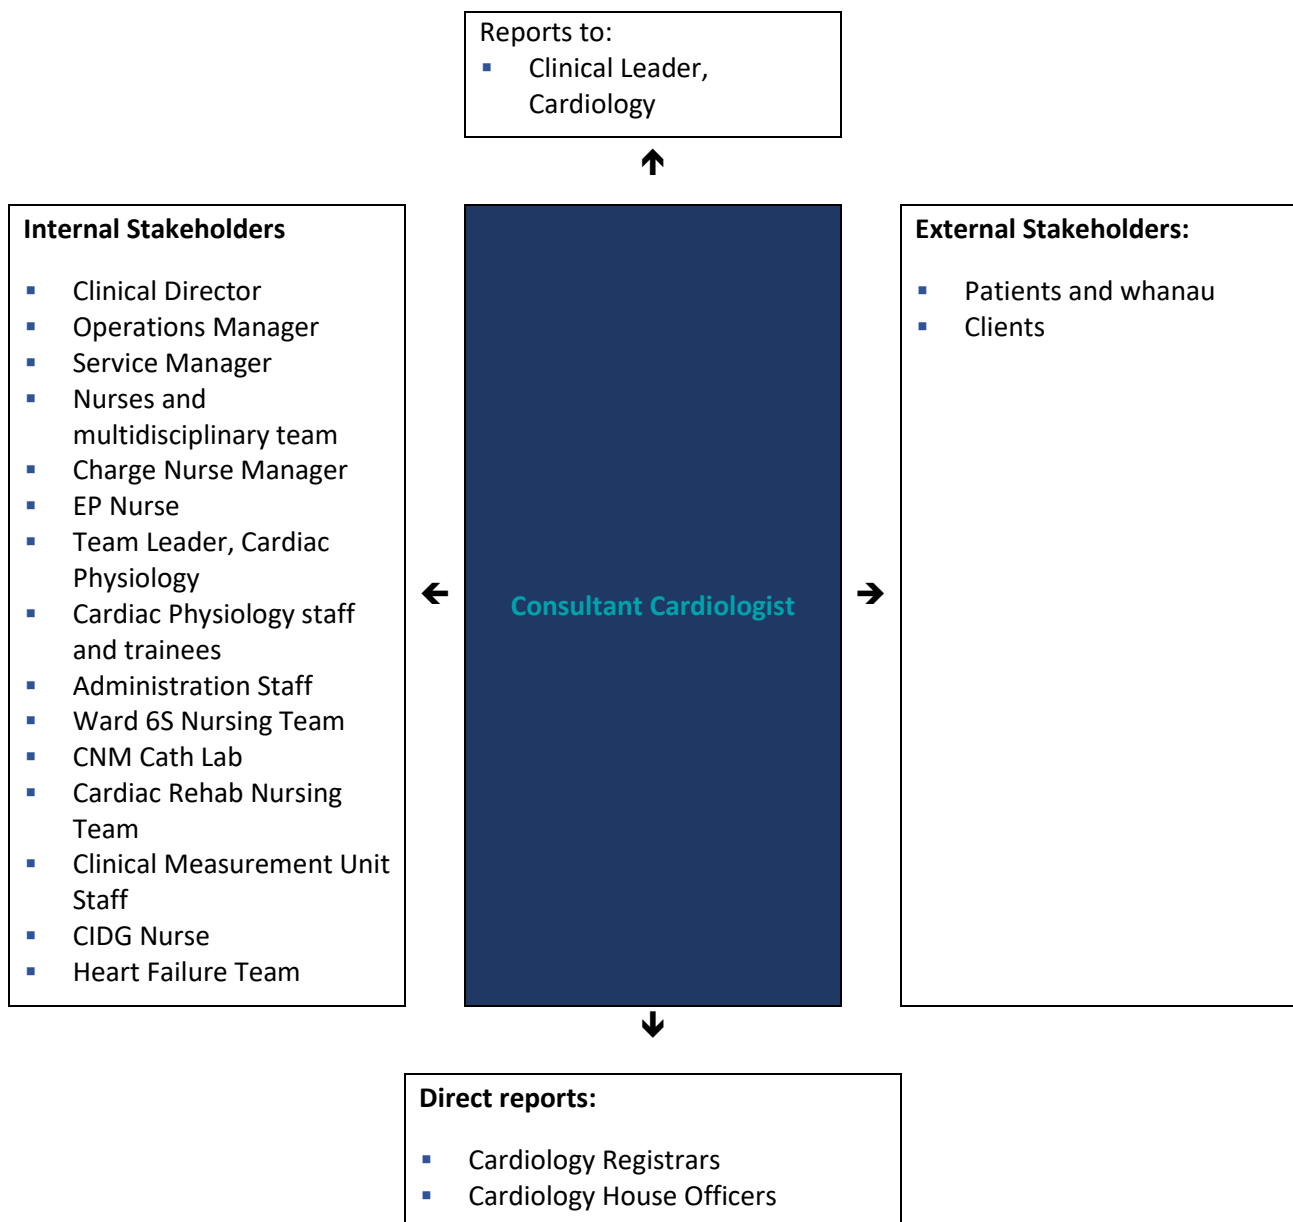 Reports to:
▪ Clinical Leader,
Cardiology
Internal Stakeholders
▪ Clinical Director
▪ Operations Manager
▪ Service Manager
▪ Nurses and
multidisciplinary team
▪ Charge Nurse Manager
▪ EP Nurse
▪ Team Leader, Cardiac
Physiology
▪ Cardiac Physiology staff
and trainees
▪ Administration Staff
▪ Ward 6S Nursing Team
▪ CNM Cath Lab
▪ Cardiac Rehab Nursing
Team
▪ Clinical Measurement Unit
Staff
▪ CIDG Nurse
▪ Heart Failure Team
Consultant Cardiologist
External Stakeholders:
▪ Patients and whanau
▪ Clients
Direct reports:
▪ Cardiology Registrars
▪ Cardiology House Officers